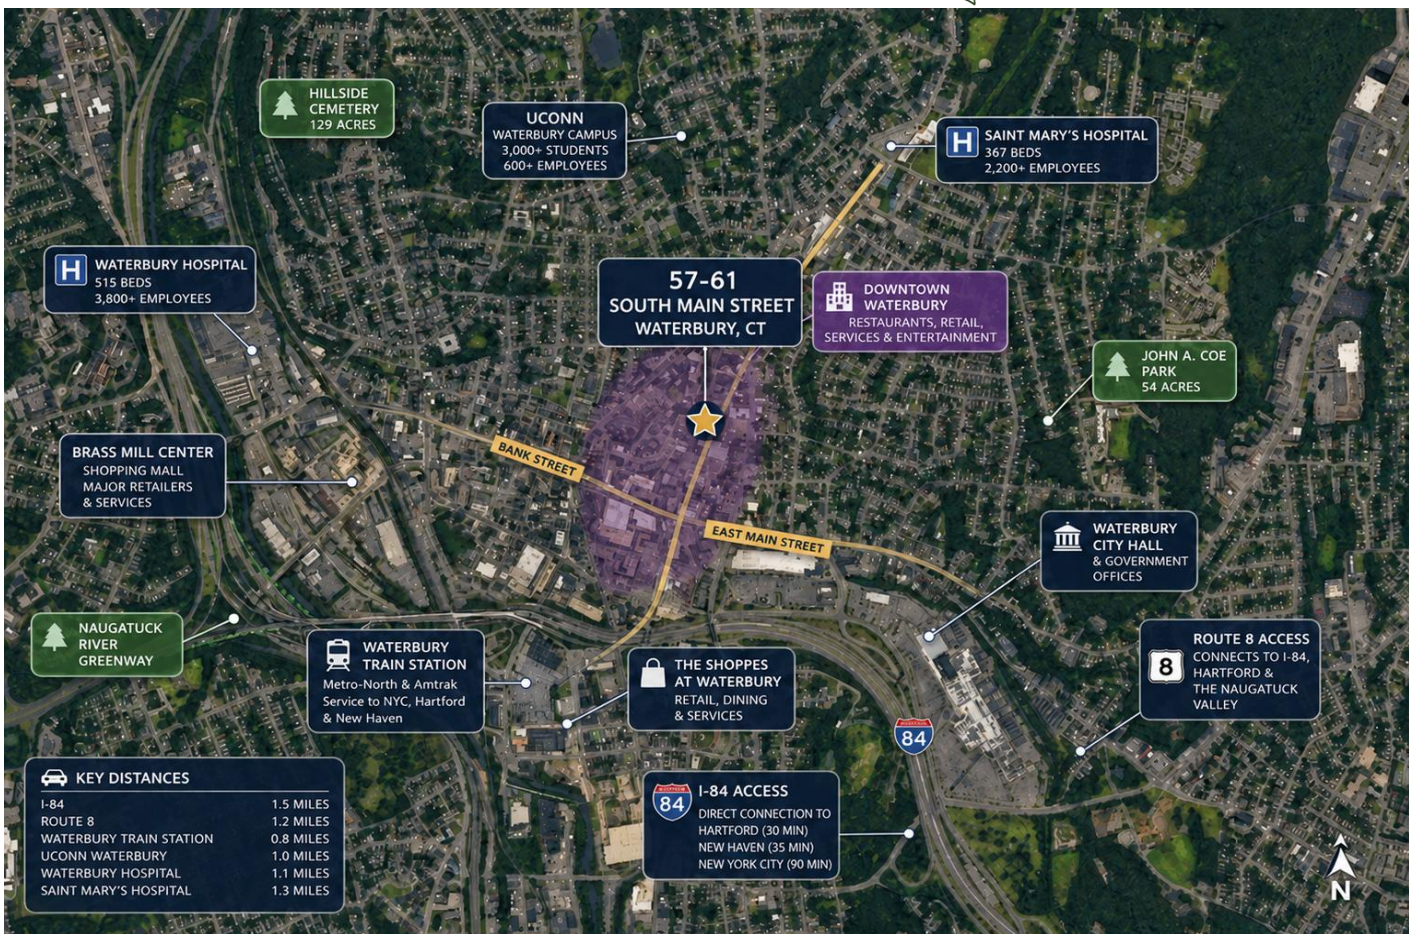 HILLSIDE
CEMETERY
129 ACRES
UCONN
WATERBURY CAMPUS
3,000+ STUDENTS
600+ EMPLOYEES
H
SAINT MARY'S HOSPITAL
367 BEDS
2,200+ EMPLOYEES
H
WATERBURY HOSPITAL
515 BEDS
3,800+ EMPLOYEES
57-61
SOUTH MAIN STREET
WATERBURY, CT
DOWNTOWN
WATERBURY
RESTAURANTS, RETAIL,
SERVICES & ENTERTAINMENT
JOHN A. COE
PARK
54 ACRES
BRASS MILL CENTER
SHOPPING MALL
MAJOR RETAILERS
& SERVICES
BANK STREET
EAST MAIN STREET
WATERBURY
CITY HALL
& GOVERNMENT
OFFICES
NAUGATUCK
RIVER
GREENWAY
WATERBURY
TRAIN STATION
Metro-North & Amtrak
Service to NYC, Hartford
& New Haven
THE SHOPPES
AT WATERBURY
RETAIL, DINING
& SERVICES
8
ROUTE 8 ACCESS
CONNECTS TO I-84,
HARTFORD &
THE NAUGATUCK
VALLEY
84
KEY DISTANCES
I-84 1.5 MILES
ROUTE 8 1.2 MILES
WATERBURY TRAIN STATION 0.8 MILES
UCONN WATERBURY 1.0 MILES
WATERBURY HOSPITAL 1.1 MILES
SAINT MARY'S HOSPITAL 1.3 MILES
84
I-84 ACCESS
DIRECT CONNECTION TO
HARTFORD (30 MIN)
NEW HAVEN (35 MIN)
NEW YORK CITY (90 MIN)
N